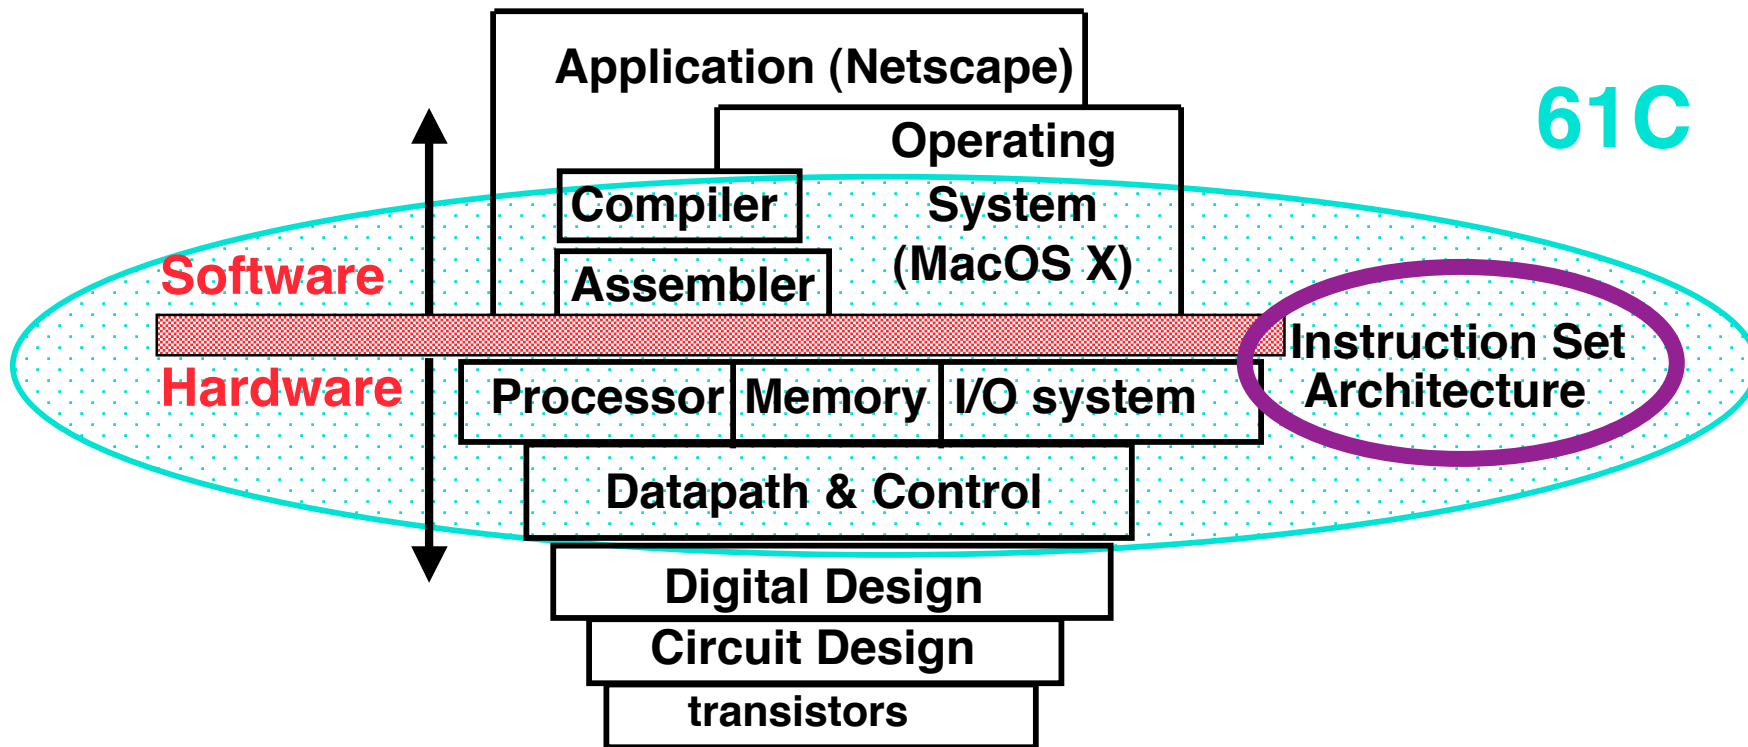 Application (Netscape)
61C
Operating
System
(MacOS X)
Compiler
Assembler
Software
Hardware
Instruction Set
Architecture
Processor
Memory
I/O system
Datapath & Control
Digital Design
Circuit Design
transistors